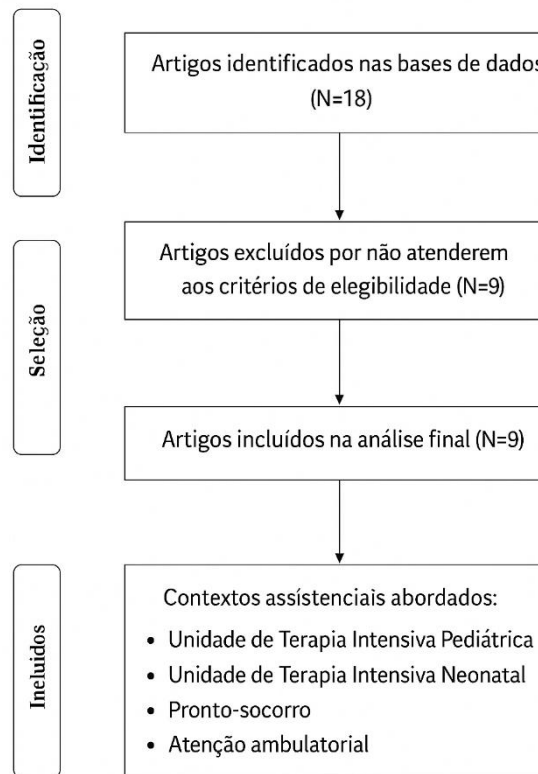 Identificação
Artigos identificados nas bases de dados
(N=18)
Seleção
Artigos excluídos por não atenderem
aos critérios de elegibilidade (N=9)
Artigos incluídos na análise final (N=9)
Ineluidos
Contextos assistenciais abordados:
• Unidade de Terapia Intensiva Pediátrica
• Unidade de Terapia Intensiva Neonatal
• Pronto-socorro
• Atenção ambulatorial